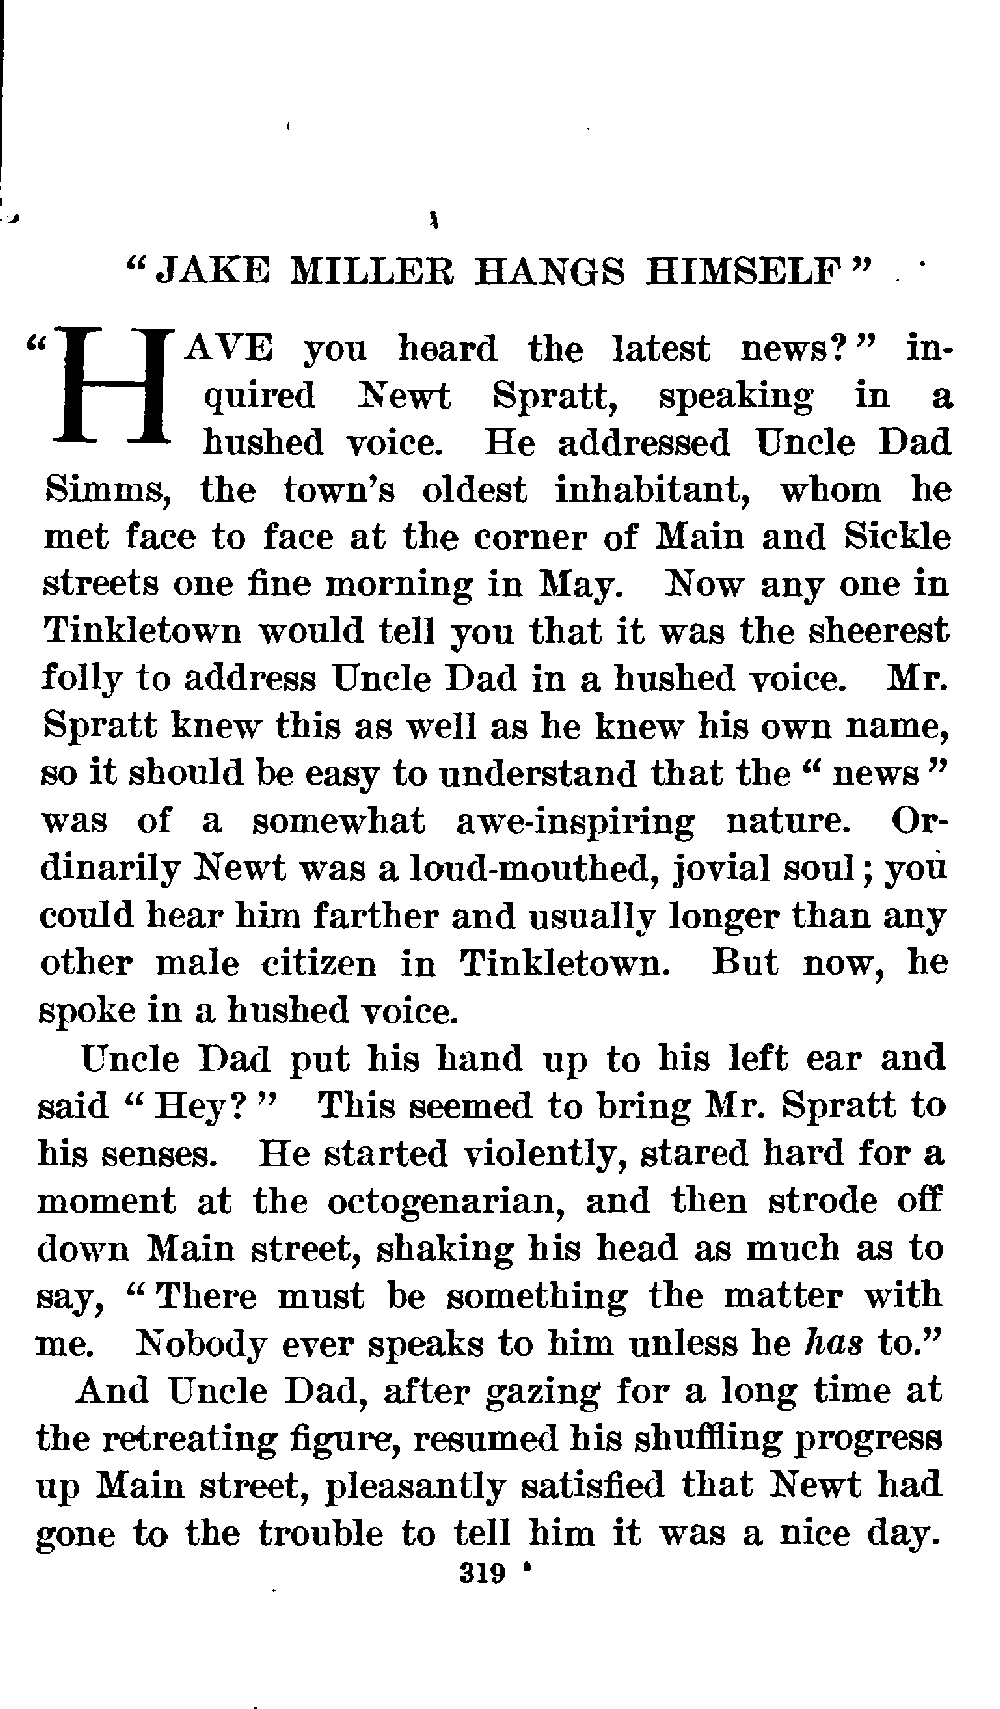 “JAKE MILLER HANGS HIMSELF”
“HAVE you heard the latest news?” in-
quired Newt Spratt, speaking in a
hushed voice. He addressed Uncle Dad
Simms, the town’s oldest inhabitant, whom he
met face to face at the corner of Main and Sickle
streets one fine morning in May. Now any one in
Tinkletown would tell you that it was the sheerest
folly to address Uncle Dad in a hushed voice. Mr.
Spratt knew this as well as he knew his own name,
so it should be easy to understand that the “news”
was of a somewhat awe-inspiring nature. Or-
dinarily Newt was a loud-mouthed, jovial soul; you
could hear him farther and usually longer than any
other male citizen in Tinkletown. But now, he
spoke in a hushed voice.
Uncle Dad put his hand up to his left ear and
said “Hey?” This seemed to bring Mr. Spratt to
his senses. He started violently, stared hard for a
moment at the octogenarian, and then strode off
down Main street, shaking his head as much as to
say, “There must be something the matter with
me. Nobody ever speaks to him unless he has to.”
And Uncle Dad, after gazing for a long time at
the retreating figure, resumed his shuffling progress
up Main street, pleasantly satisfied that Newt had
gone to the trouble to tell him it was a nice day.
319